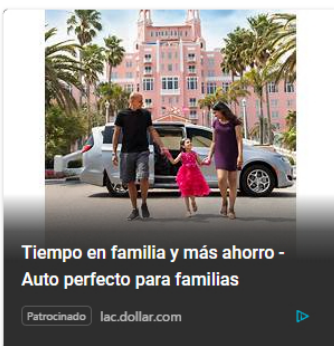 Tiempo en familia y más ahorro -
Auto perfecto para familias
Patrocinado lac.dollar.com